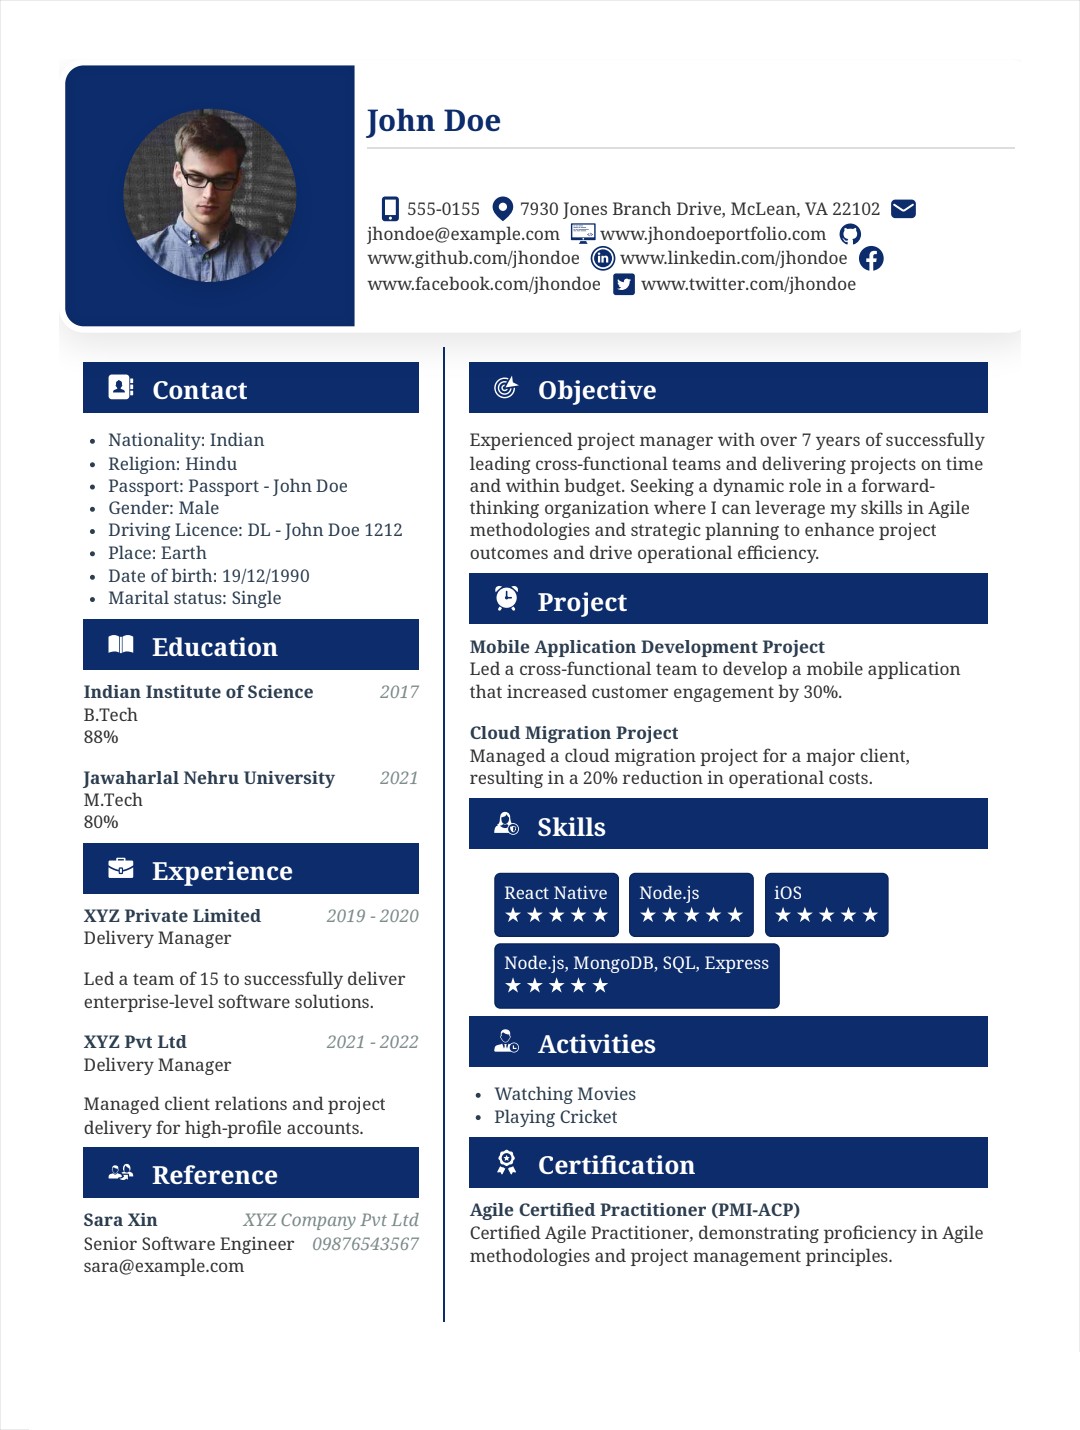 John Doe
555-0155 7930 Jones Branch Drive, McLean, VA 22102
jhondoe@example.com www.jhondoeportfolio.com
www.github.com/jhondoe www.linkedin.com/jhondoe
www.facebook.com/jhondoe www.twitter.com/jhondoe
Contact
• Nationality: Indian
• Religion: Hindu
• Passport: Passport - John Doe
• Gender: Male
• Driving Licence: DL - John Doe 1212
• Place: Earth
• Date of birth: 19/12/1990
• Marital status: Single
Education
Indian Institute of Science 2017
B.Tech
88%
Jawaharlal Nehru University 2021
M.Tech
80%
Experience
XYZ Private Limited 2019 - 2020
Delivery Manager
Led a team of 15 to successfully deliver
enterprise-level software solutions.
XYZ Pvt Ltd 2021 - 2022
Delivery Manager
Managed client relations and project
delivery for high-profile accounts.
Reference
Sara Xin XYZ Company Pvt Ltd
Senior Software Engineer 09876543567
sara@example.com
Objective
Experienced project manager with over 7 years of successfully
leading cross-functional teams and delivering projects on time
and within budget. Seeking a dynamic role in a forward-
thinking organization where I can leverage my skills in Agile
methodologies and strategic planning to enhance project
outcomes and drive operational efficiency.
Project
Mobile Application Development Project
Led a cross-functional team to develop a mobile application
that increased customer engagement by 30%.
Cloud Migration Project
Managed a cloud migration project for a major client,
resulting in a 20% reduction in operational costs.
Skills
React Native
★★★★★
Node.js
★★★★★
iOS
★★★★★
Node.js, MongoDB, SQL, Express
★★★★★
Activities
• Watching Movies
• Playing Cricket
Certification
Agile Certified Practitioner (PMI-ACP)
Certified Agile Practitioner, demonstrating proficiency in Agile
methodologies and project management principles.